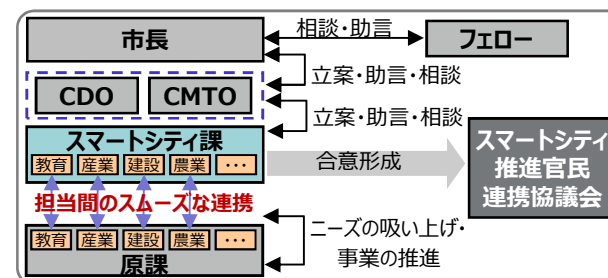 市長
相談・助言
フェロー
立案・助言・相談
CDO
CMTO
立案・助言・相談
スマートシティ課
教育 産業 建設 農業 ･･･
合意形成
スマートシティ
推進官民
連携協議会
担当間のスムーズな連携
ニーズの吸い上げ・
事業の推進
教育 産業 建設 農業 ･･･
原課